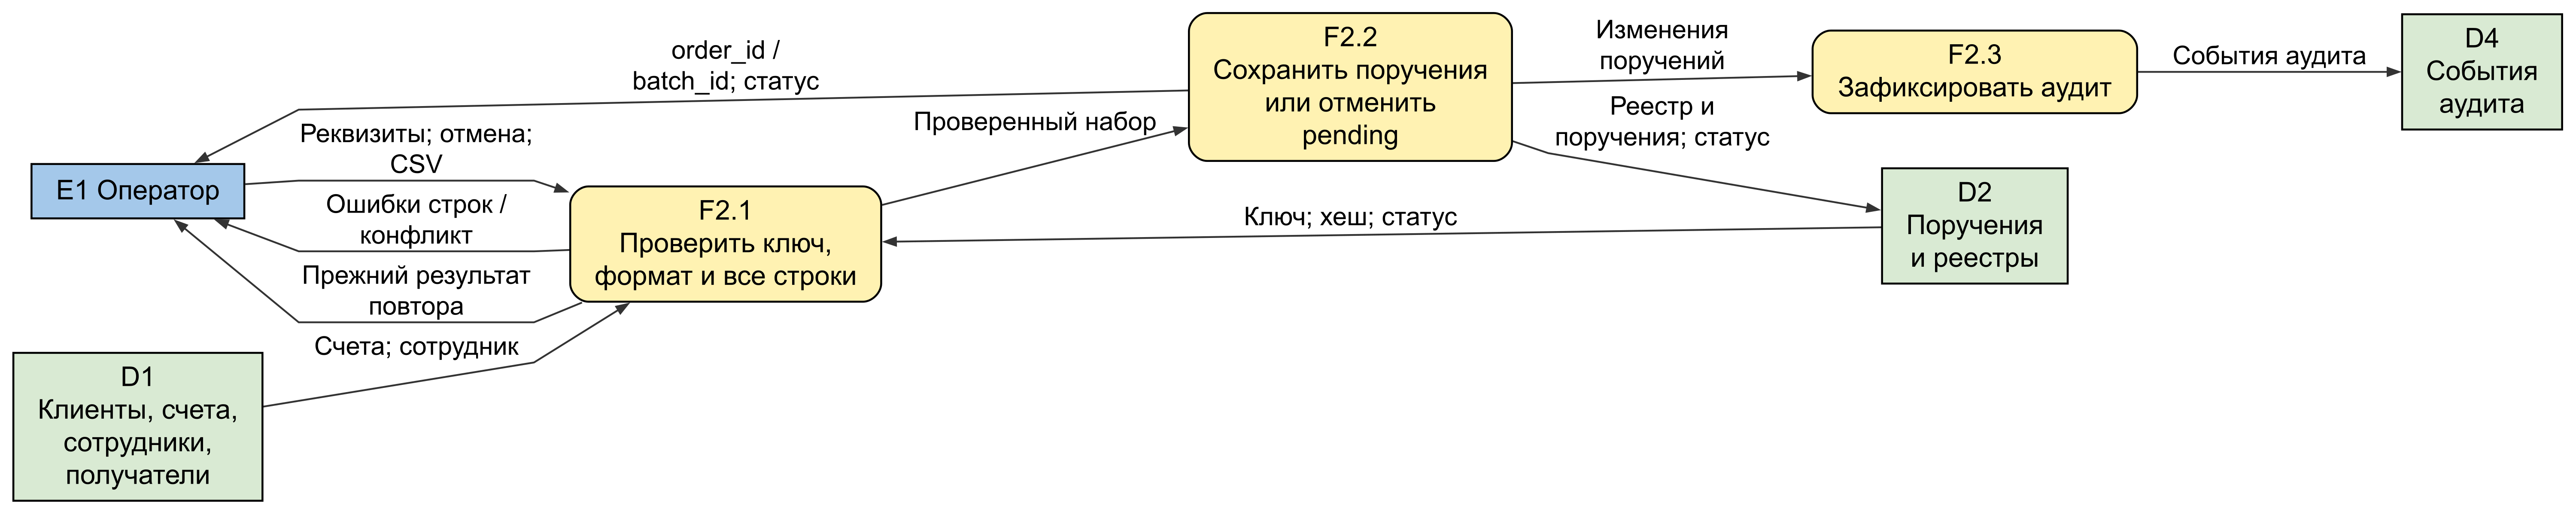 order_id /
batch_id; статус
F2.2
Сохранить поручения
или отменить
pending
Изменения
поручений
F2.3
Зафиксировать аудит
События аудита
D4
События
аудита
Реквизиты; отмена;
CSV
Проверенный набор
Реестр и
поручения; статус
E1 Оператор
Ошибки строк /
конфликт
F2.1
Проверить ключ,
формат и все строки
Ключ; хеш; статус
D2
Поручения
и реестры
Прежний результат
повтора
Счета; сотрудник
D1
Клиенты, счета,
сотрудники,
получатели